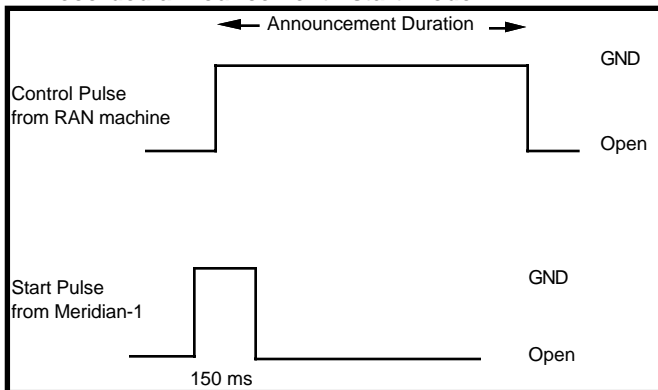 Announcement Duration
GND
Control Pulse
from RAN machine
Open
Start Pulse
from Meridian-1
GND
Open
150 ms